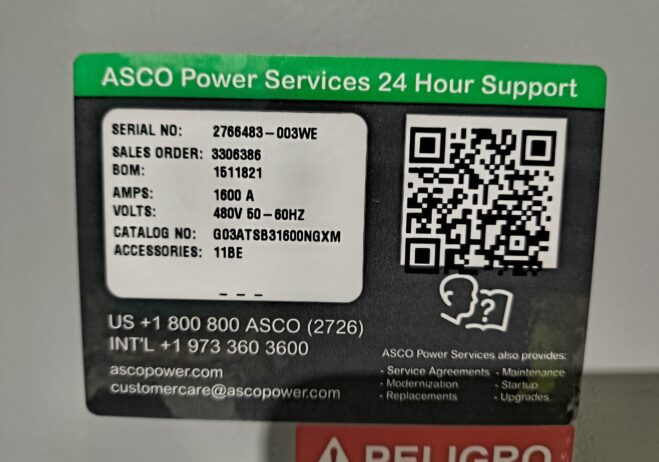 ASCO Power Services 24 Hour Support
SERIAL NO: 2766483-003WE
SALES ORDER: 3306386
BOM: 1511821
AMPS: 1600 A
VOLTS: 480V 50-60HZ
CATALOG NO: G03ATSB31600NGXM
ACCESSORIES: 11BE
_ _ _
?
US +1 800 800 ASCO (2726)
INT'L +1 973 360 3600
ascopower.com
customercare@ascopower.com
ASCO Power Services also provides:
- Service Agreements - Maintenance
- Modernization - Startup
- Replacements - Upgrades
PELIGRO